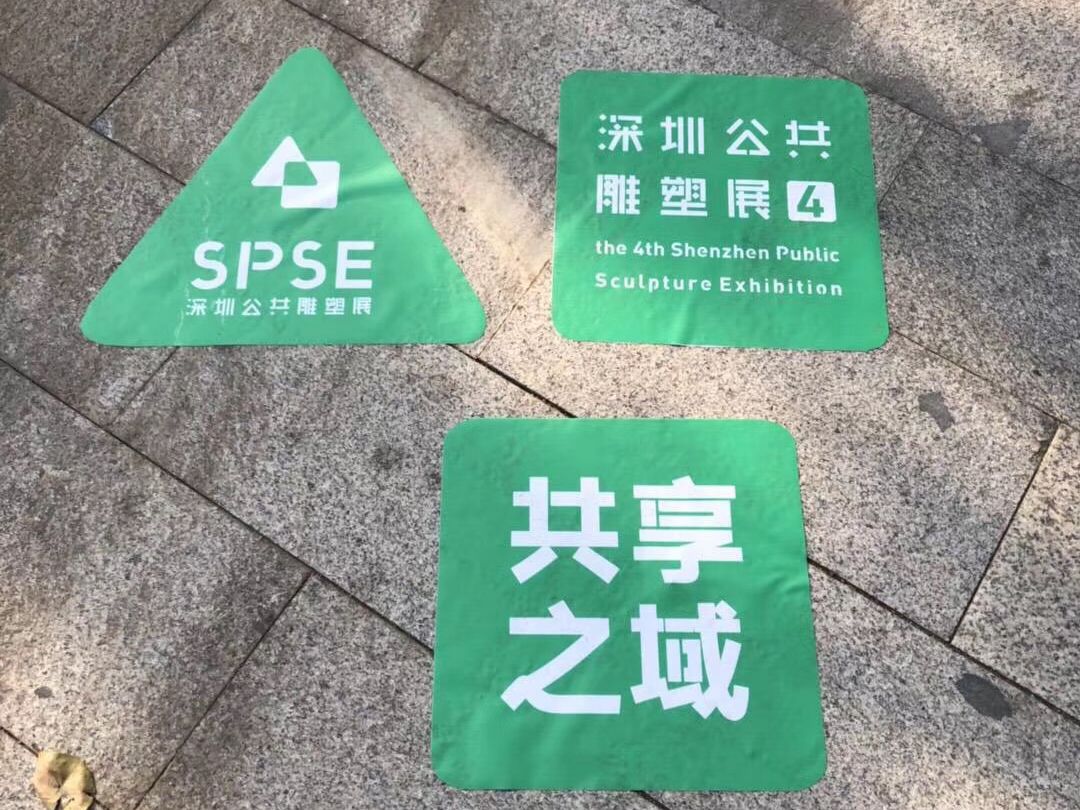 SPSE
深圳公共雕塑展
深圳公共
雕塑展4
the 4th Shenzhen Public
Sculpture Exhibition
共享
之域